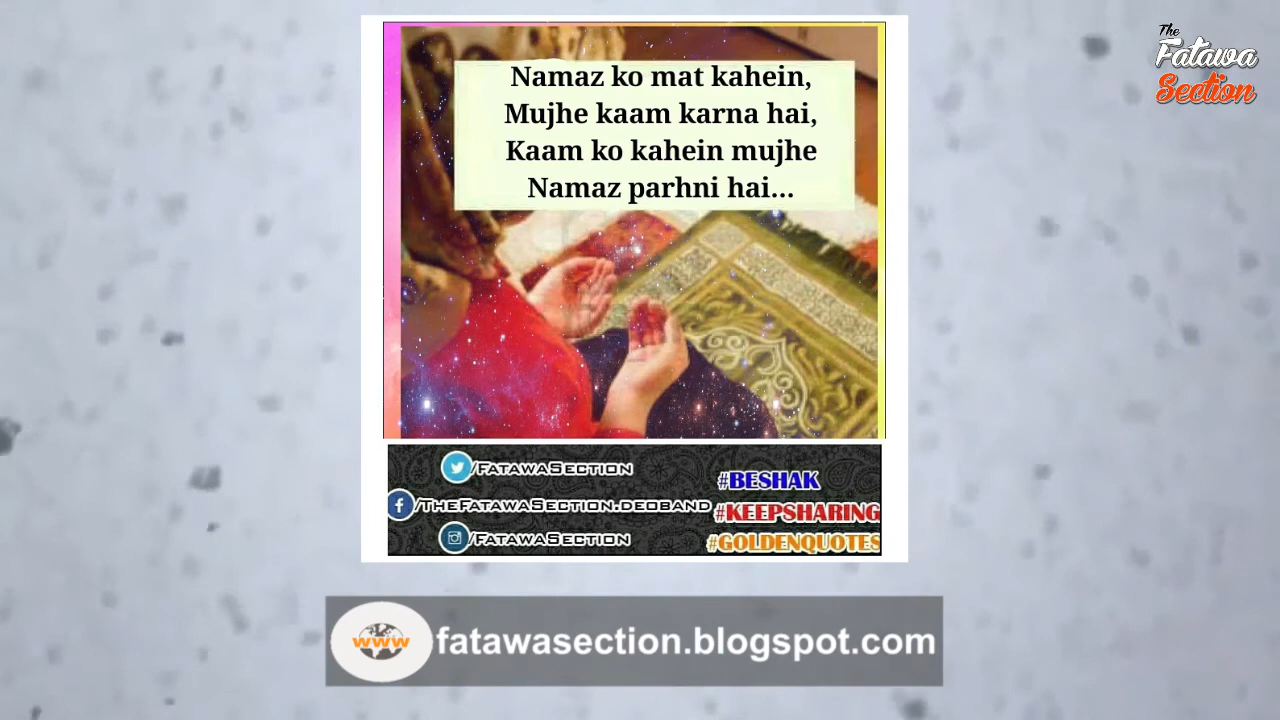 The
Fatawa
Section
Namaz ko mat kahein,
Mujhe kaam karna hai,
Kaam ko kahein mujhe
Namaz parhni hai...
/FatawaSection
/TheFatawaSection.deoband
/FatawaSection
#BESHAK
#KEEPSHARING
#GOLDENQUOTES
www
fatawasection.blogspot.com